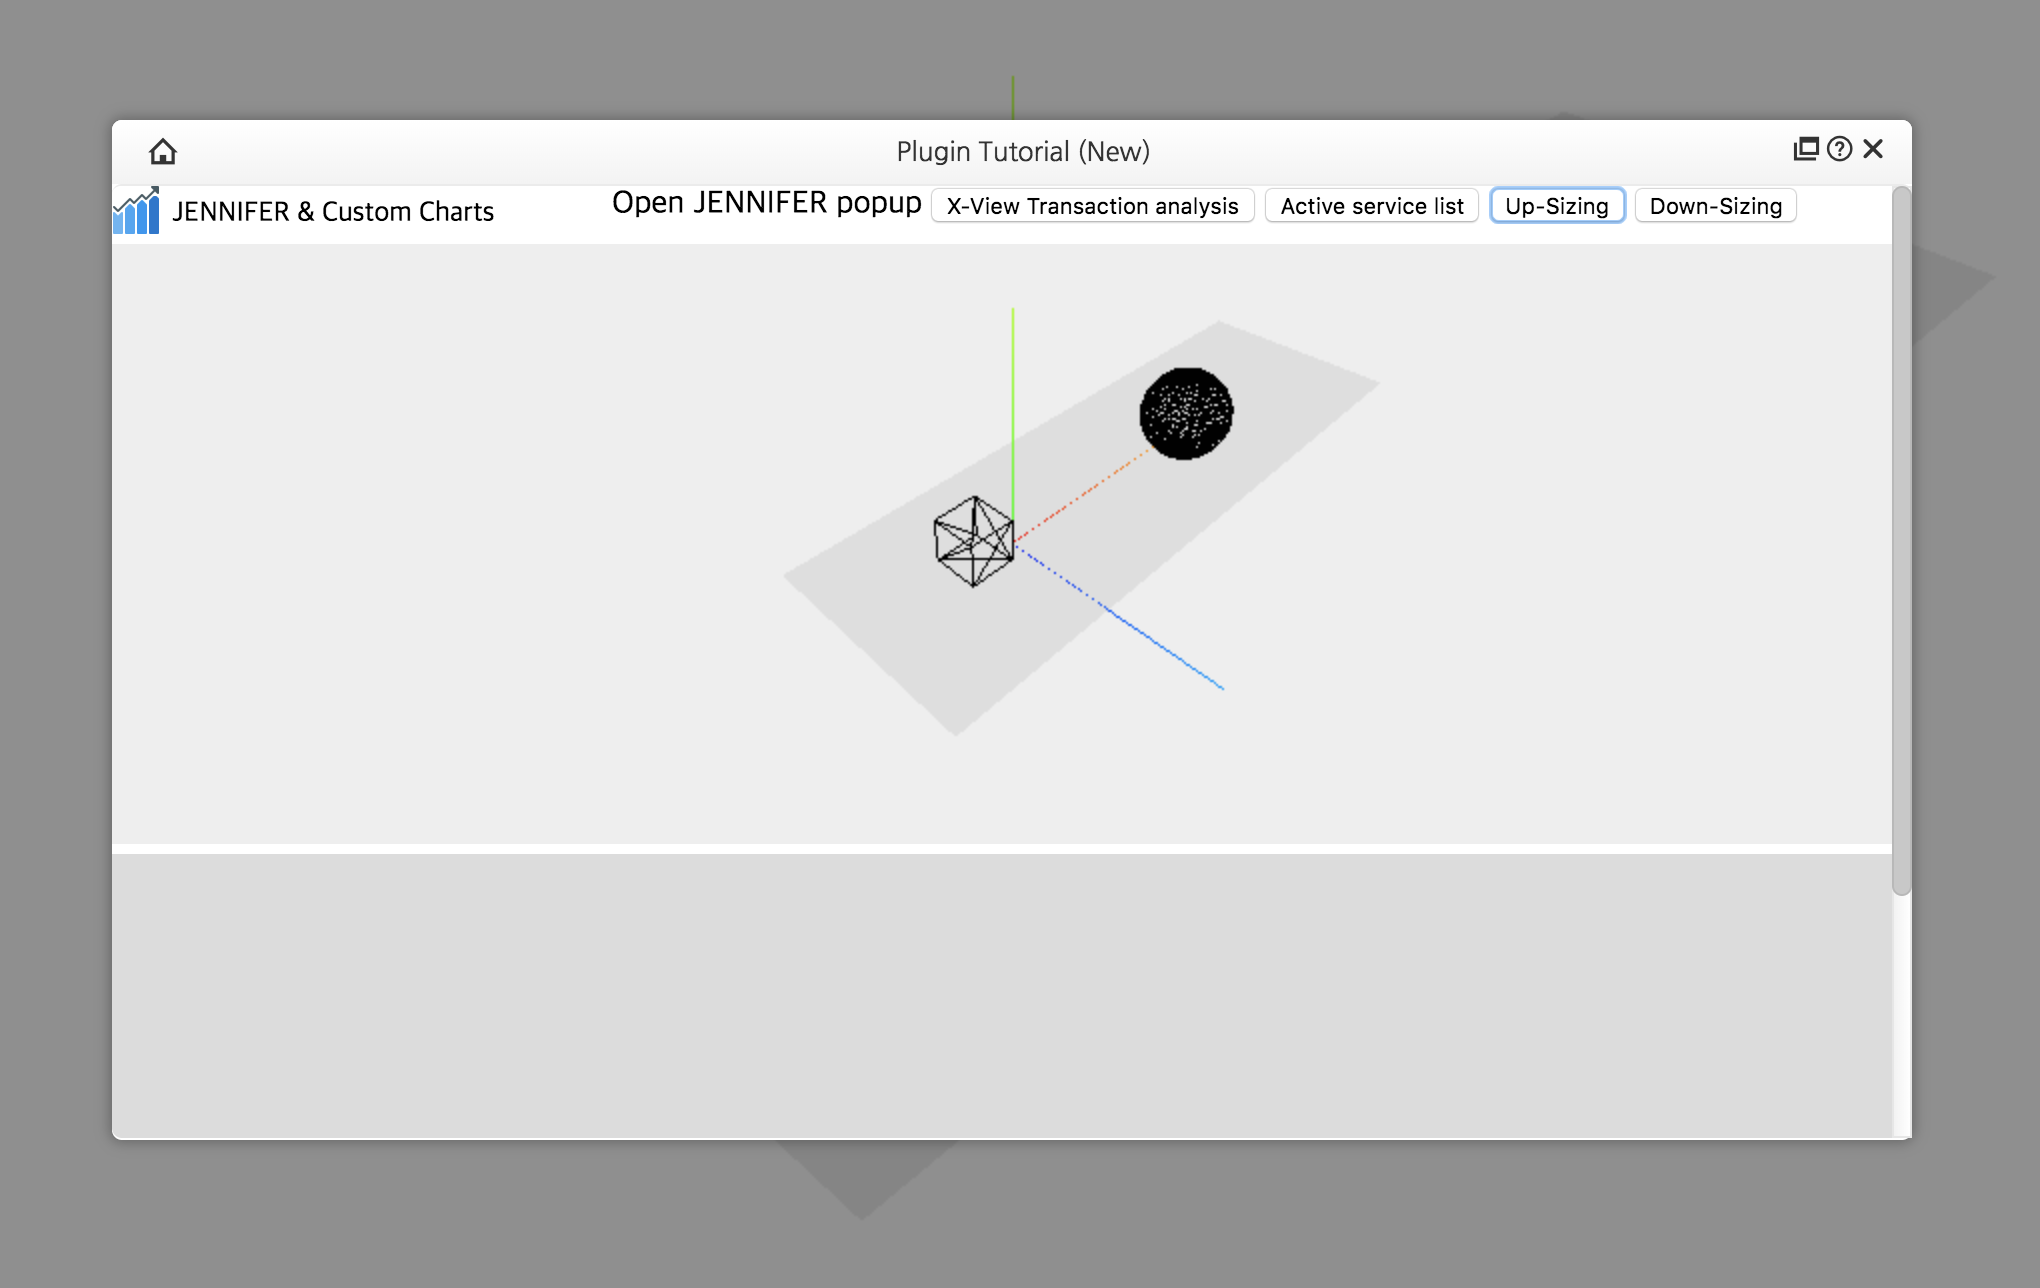 Plugin Tutorial (New)
JENNIFER & Custom Charts
Open JENNIFER popup X-View Transaction analysis Active service list Up-Sizing Down-Sizing